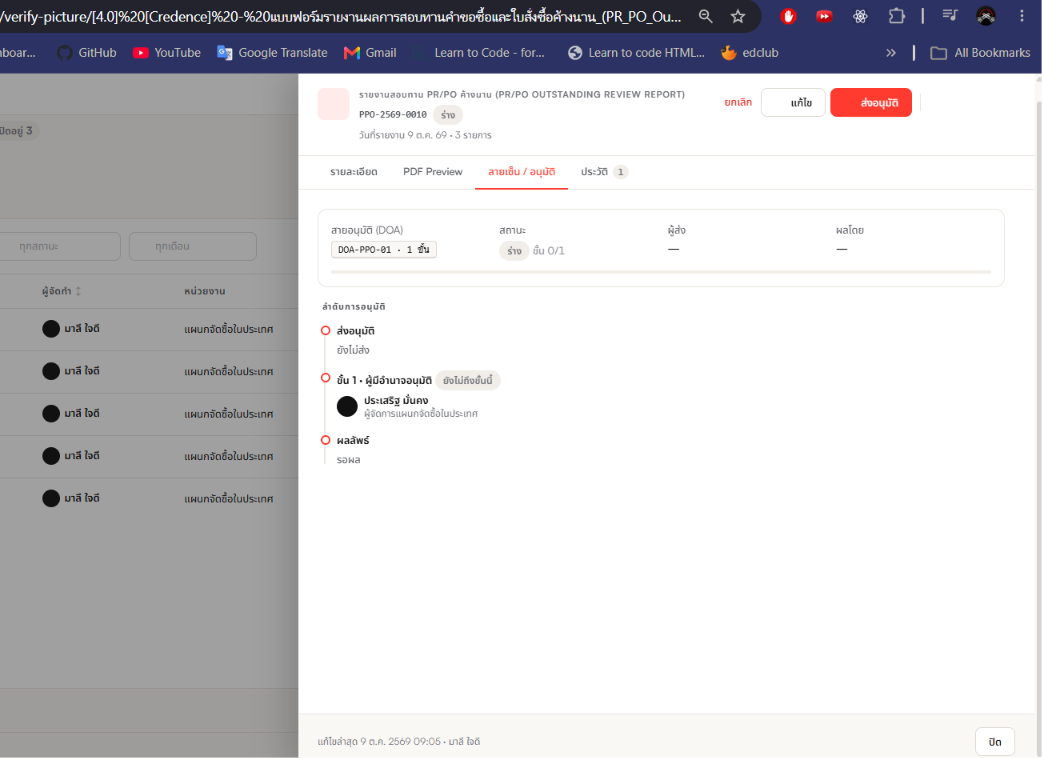 /verify-picture/[4.0]%20[Credence]%20-%20แบบฟอร์มรายงานผลการสอบทานคำขอซื้อและใบสั่งซื้อค้างนาน_(PR_PO_Ou...
GitHub YouTube Google Translate Gmail Learn to Code - for... Learn to code HTML... edclub » All Bookmarks
รายงานสอบทาน PR/PO ค้างนาน (PR/PO OUTSTANDING REVIEW REPORT)
PPO-2569-0010 ร่าง
วันที่รายงาน 9 ต.ค. 69 • 3 รายการ
ยกเลิก แก้ไข ส่งอนุมัติ
รายละเอียด PDF Preview สายเซ็น / อนุมัติ ประวัติ 1
สายอนุมัติ (DOA) สถานะ ผู้ส่ง ผลโดย
DOA-PPO-01 · 1 ชั้น ร่าง ชั้น 0/1 — —
ลำดับการอนุมัติ
ส่งอนุมัติ
ยังไม่ส่ง
ชั้น 1 • ผู้มีอำนาจอนุมัติ ยังไม่ถึงขั้นนี้
ประเสริฐ มั่นคง
ผู้จัดการแผนกจัดซื้อในประเทศ
ผลลัพธ์
รอผล
แก้ไขล่าสุด 9 ต.ค. 2569 09:05 • มาลี ใจดี
ปิด
ปิดอยู่ 3
ทุกสถานะ ทุกเดือน
ผู้จัดทำ หน่วยงาน
มาลี ใจดี แผนกจัดซื้อในประเทศ
มาลี ใจดี แผนกจัดซื้อในประเทศ
มาลี ใจดี แผนกจัดซื้อในประเทศ
มาลี ใจดี แผนกจัดซื้อในประเทศ
มาลี ใจดี แผนกจัดซื้อในประเทศ